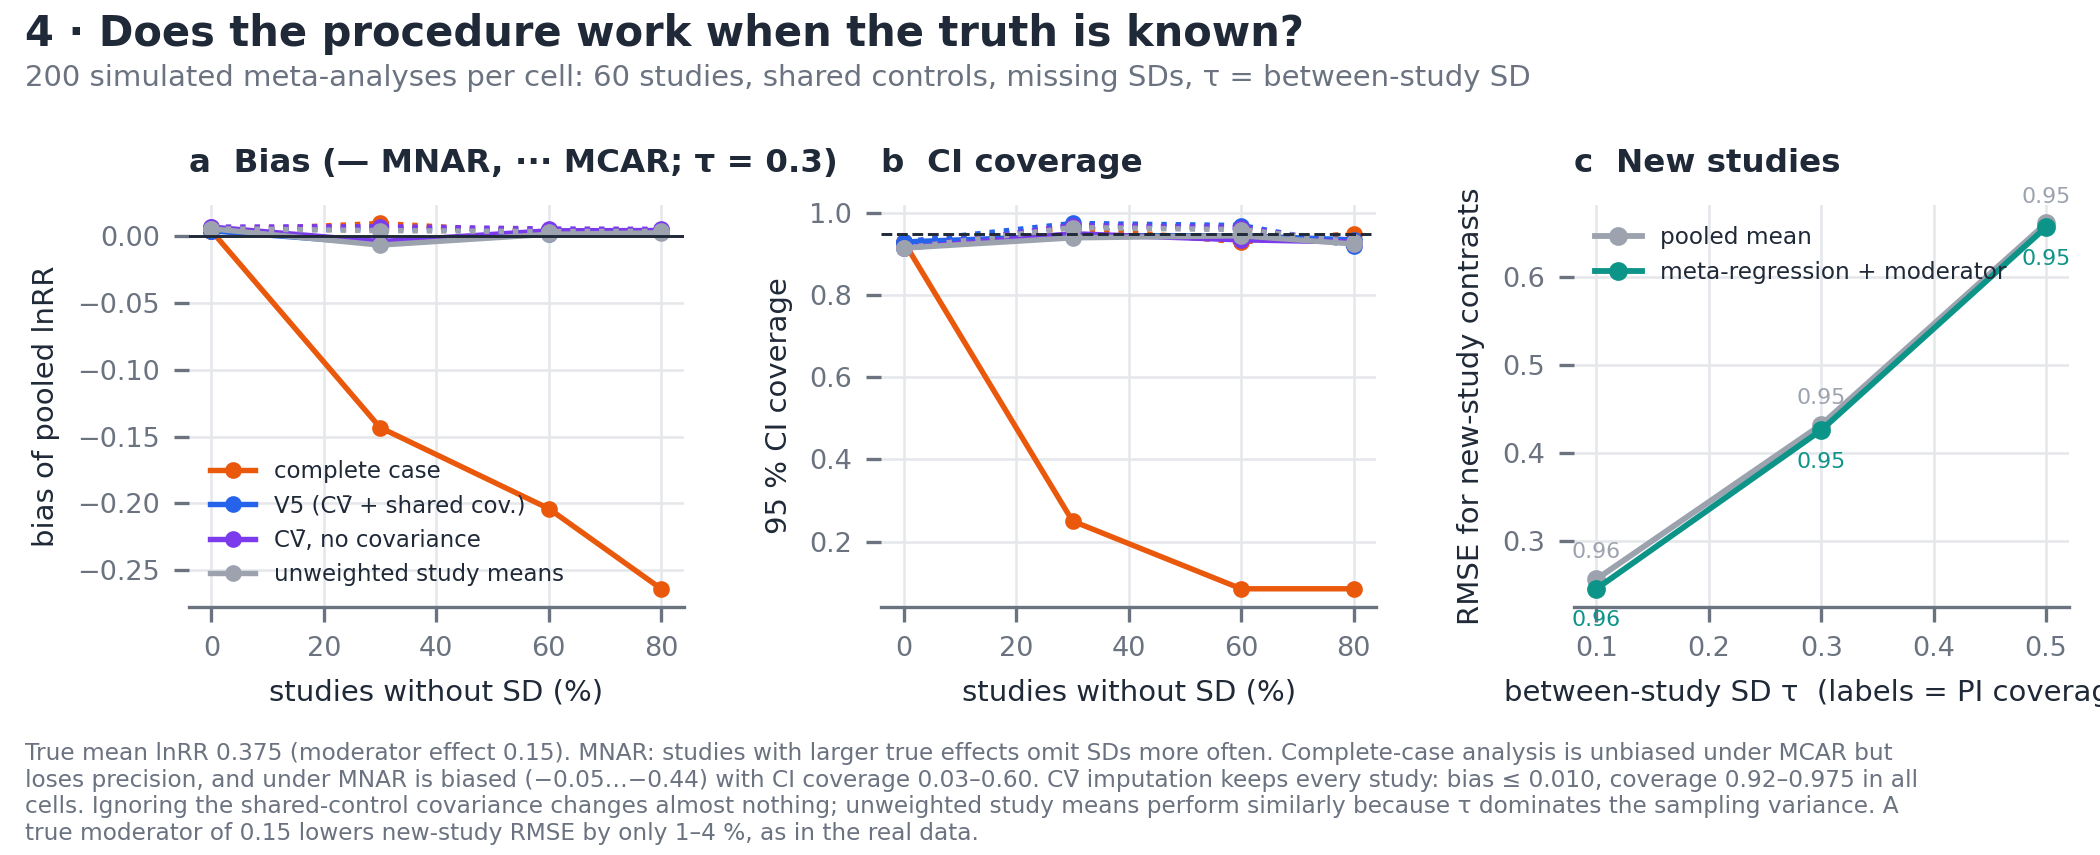 4 · Does the procedure work when the truth is known?
200 simulated meta-analyses per cell: 60 studies, shared controls, missing SDs, τ = between-study SD
a Bias (— MNAR, ··· MCAR; τ = 0.3)
bias of pooled lnRR
0.00
−0.05
−0.10
−0.15
−0.20
−0.25
complete case
V5 (CV̄ + shared cov.)
CV̄, no covariance
unweighted study means
0 20 40 60 80
studies without SD (%)
b CI coverage
95 % CI coverage
1.0
0.8
0.6
0.4
0.2
0 20 40 60 80
studies without SD (%)
c New studies
RMSE for new-study contrasts
0.6
0.5
0.4
0.3
pooled mean
meta-regression + moderator
0.95
0.95
0.95
0.95
0.96
0.96
0.1 0.2 0.3 0.4 0.5
between-study SD τ (labels = PI coverag
True mean lnRR 0.375 (moderator effect 0.15). MNAR: studies with larger true effects omit SDs more often. Complete-case analysis is unbiased under MCAR but
loses precision, and under MNAR is biased (−0.05…−0.44) with CI coverage 0.03–0.60. CV̄ imputation keeps every study: bias ≤ 0.010, coverage 0.92–0.975 in all
cells. Ignoring the shared-control covariance changes almost nothing; unweighted study means perform similarly because τ dominates the sampling variance. A
true moderator of 0.15 lowers new-study RMSE by only 1–4 %, as in the real data.